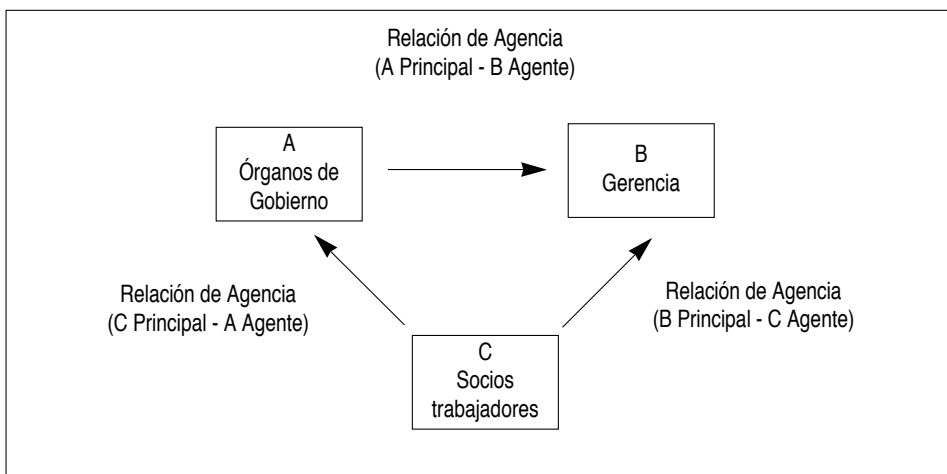 Relación de Agencia
(A Principal - B Agente)
A
Órganos de
Gobierno
B
Gerencia
Relación de Agencia
(C Principal - A Agente)
Relación de Agencia
(B Principal - C Agente)
C
Socios
trabajadores